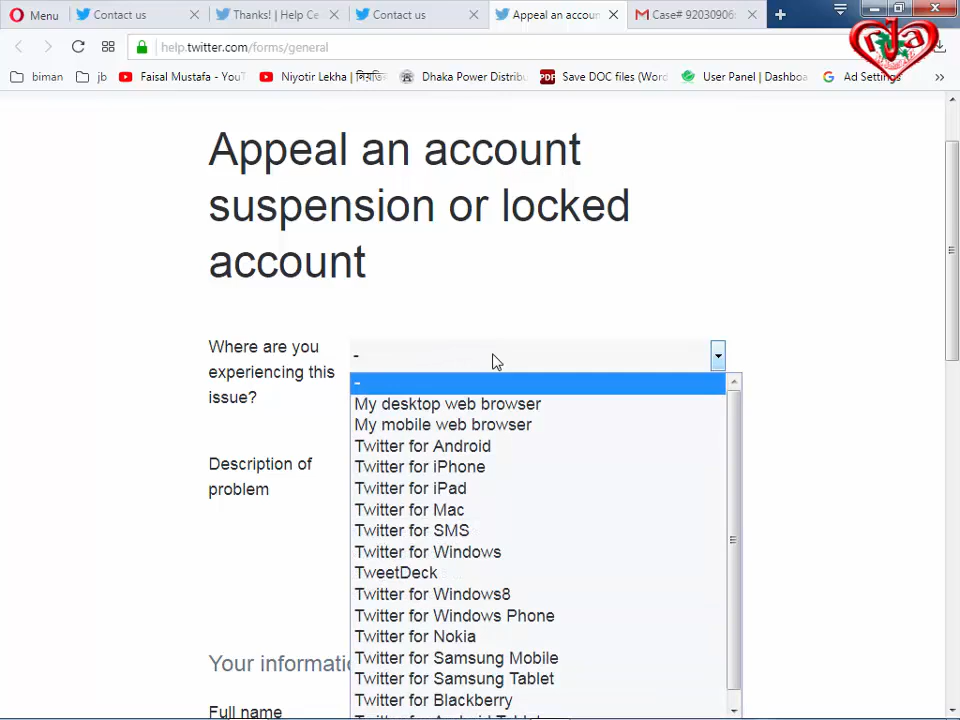 Menu
Contact us
Thanks! | Help Ce
Contact us
Appeal an accoun
Case# 92030906:
help.twitter.com/forms/general
biman
jb
Faisal Mustafa - YouT
Niyotir Lekha | নিয়তির
Dhaka Power Distribu
Save DOC files (Word
User Panel | Dashboa
Ad Settings
Appeal an account
suspension or locked
account
Where are you
experiencing this
issue?
-
-
My desktop web browser
My mobile web browser
Twitter for Android
Twitter for iPhone
Twitter for iPad
Twitter for Mac
Twitter for SMS
Twitter for Windows
TweetDeck
Twitter for Windows8
Twitter for Windows Phone
Twitter for Nokia
Twitter for Samsung Mobile
Twitter for Samsung Tablet
Twitter for Blackberry
Description of
problem
Your informatio
Full name